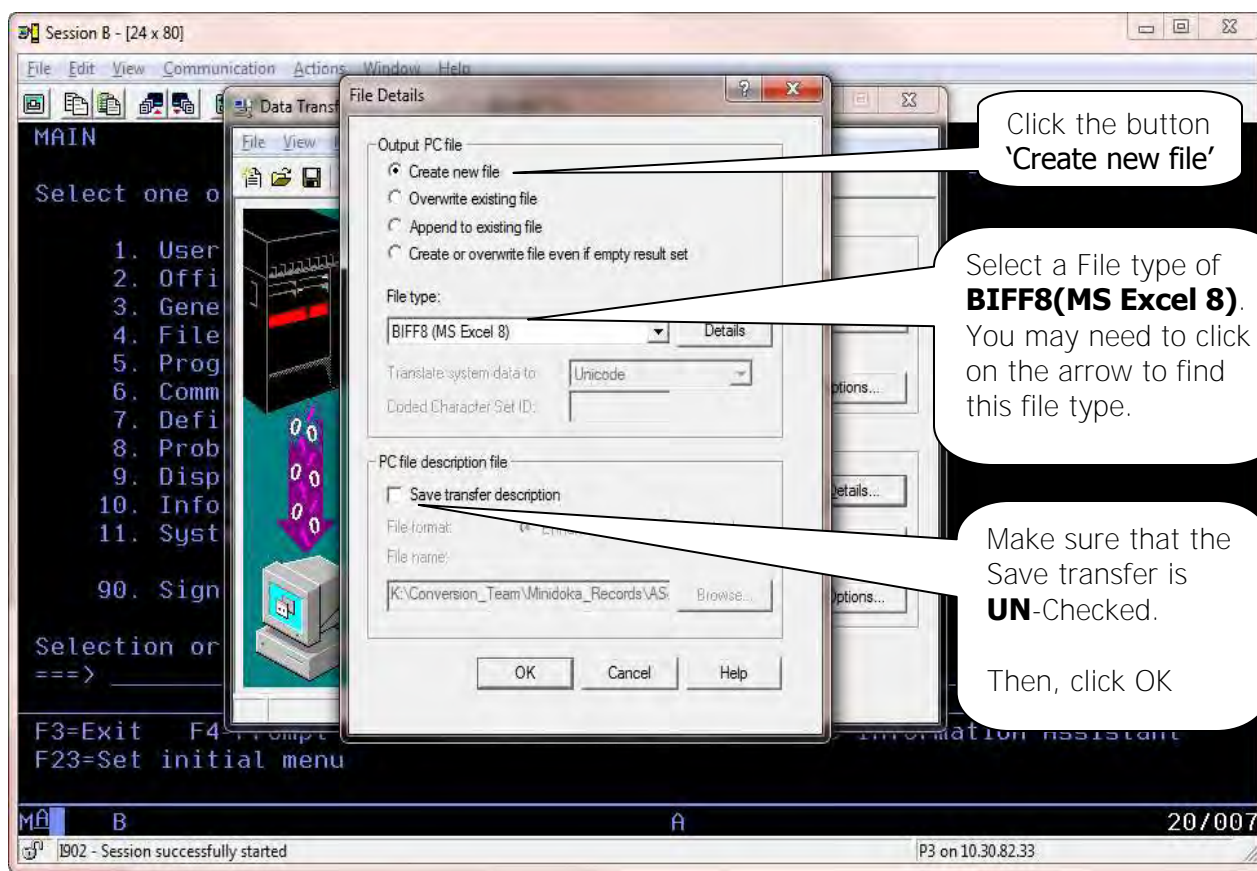 Session B - [24 x 80]
File Edit View Communication Actions Window Help
Data Transf
File Details
MAIN
File View
Output PC file
Create new file
Overwrite existing file
Append to existing file
Create or overwrite file even if empty result set
Click the button
‘Create new file’
Select one o
1. User
2. Offi
3. Gene
4. File
5. Prog
6. Comm
7. Defi
8. Prob
9. Disp
10. Info
11. Syst
90. Sign
File type:
BIFF8 (MS Excel 8)
Details
Translate system data to:
Unicode
Coded Character Set ID:
ptions...
Select a File type of
BIFF8(MS Excel 8).
You may need to click
on the arrow to find
this file type.
PC file description file
Save transfer description
File format:
File name:
K:\Conversion_Team\Minidoka_Records\AS
Browse...
etails...
ptions...
Make sure that the
Save transfer is
UN-Checked.
Then, click OK
OK Cancel Help
Selection or
===>
F3=Exit F4=Prompt
Information Assistant
F23=Set initial menu
MA B A 20/007
I902 - Session successfully started
P3 on 10.30.82.33